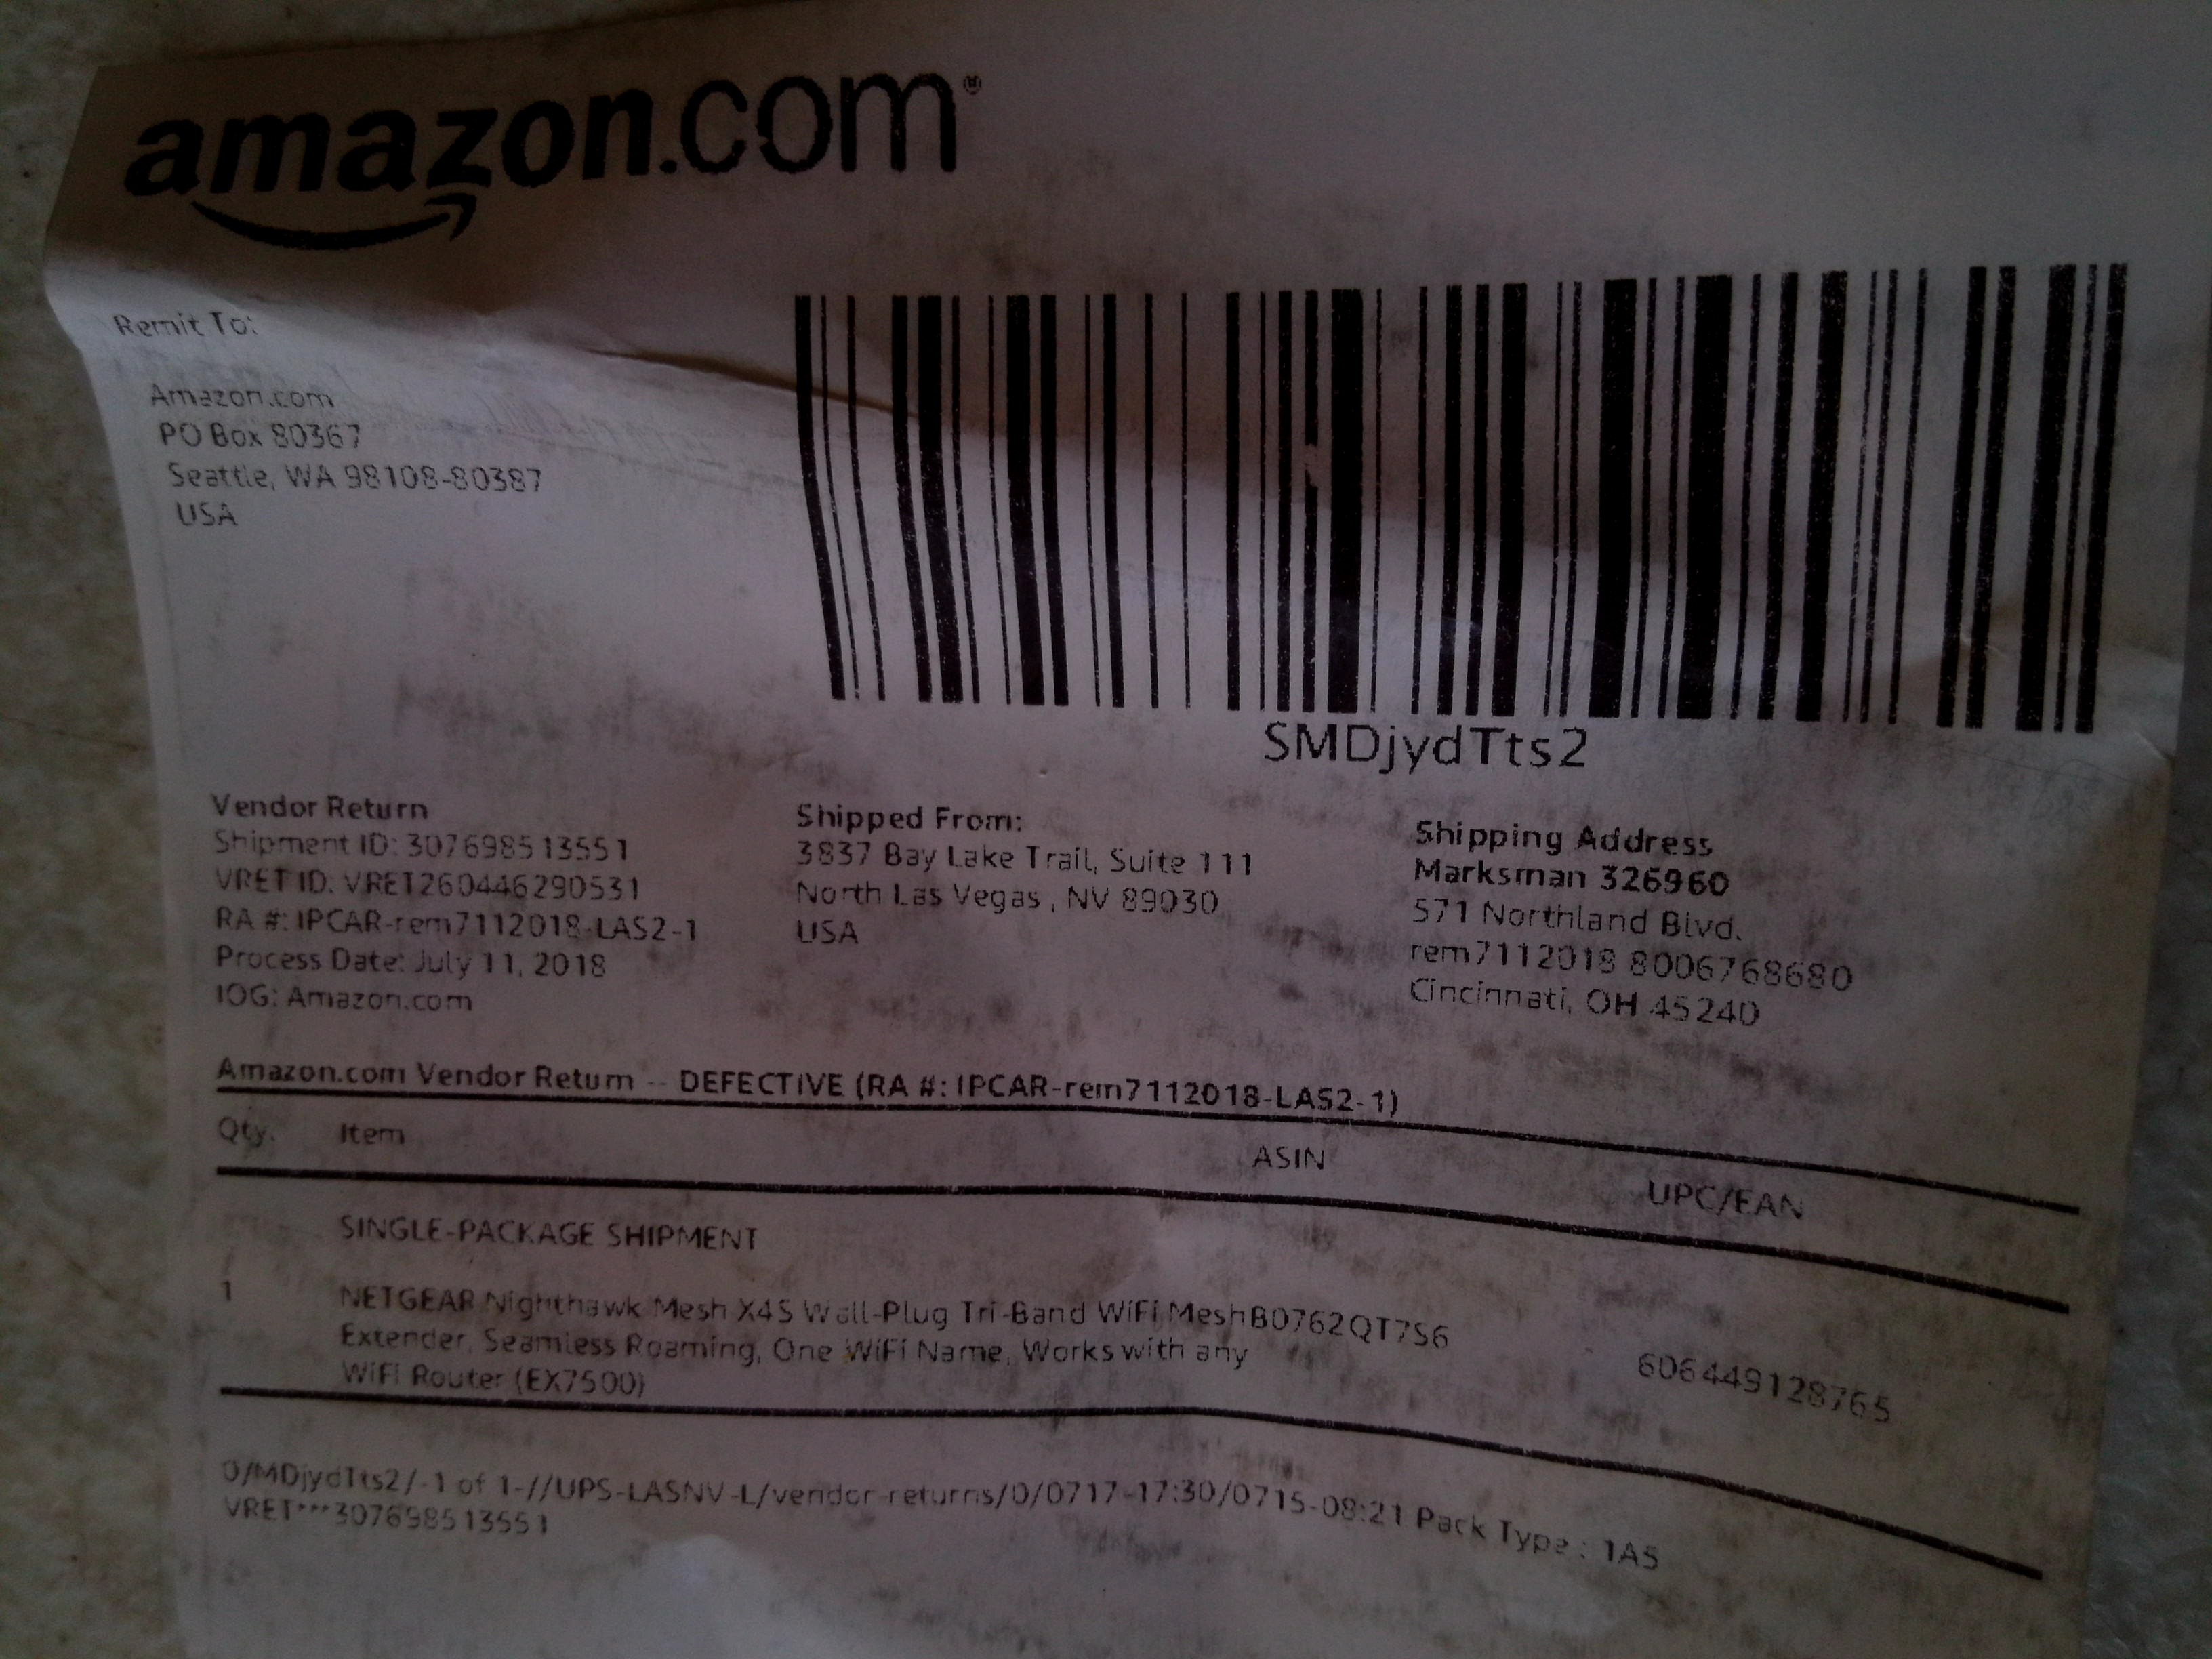 amazon.com®
Remit To:
Amazon.com
PO Box 80387
Seattle, WA 98108-80387
USA
SMDjydTts2
Vendor Return
Shipment ID: 307698513551
VRET ID: VRET260446290531
RA #: IPCAR-rem7112018-LAS2-1
Process Date: July 11, 2018
IOG: Amazon.com
Shipped From:
3837 Bay Lake Trail, Suite 111
North Las Vegas , NV 89030
USA
Shipping Address
Marksman 326960
571 Northland Blvd.
rem7112018 8006768680
Cincinnati, OH 45240
Amazon.com Vendor Return -- DEFECTIVE (RA #: IPCAR-rem7112018-LAS2-1)
Qty. Item ASIN UPC/EAN
SINGLE-PACKAGE SHIPMENT
1 NETGEAR Nighthawk Mesh X4S Wall-Plug Tri-Band WiFi Mesh B0762QT7S6 606449128765
Extender, Seamless Roaming, One WiFi Name, Works with any
WiFi Router (EX7500)
0/MDjydTts2/-1 of 1-//UPS-LASNV-L/vendor-returns/0/0717-17:30/0715-08:21 Pack Type : 1A5
VRET***307698513551